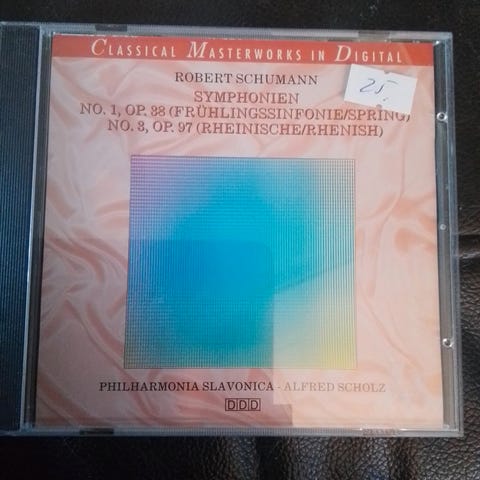 CLASSICAL MASTERWORKS IN DIGITAL
ROBERT SCHUMANN
25,
SYMPHONIEN
NO. 1, OP. 38 (FRÜHLINGSSINFONIE/SPRING)
NO. 3, OP. 97 (RHEINISCHE/RHENISH)
PHILHARMONIA SLAVONICA - ALFRED SCHOLZ
DDD